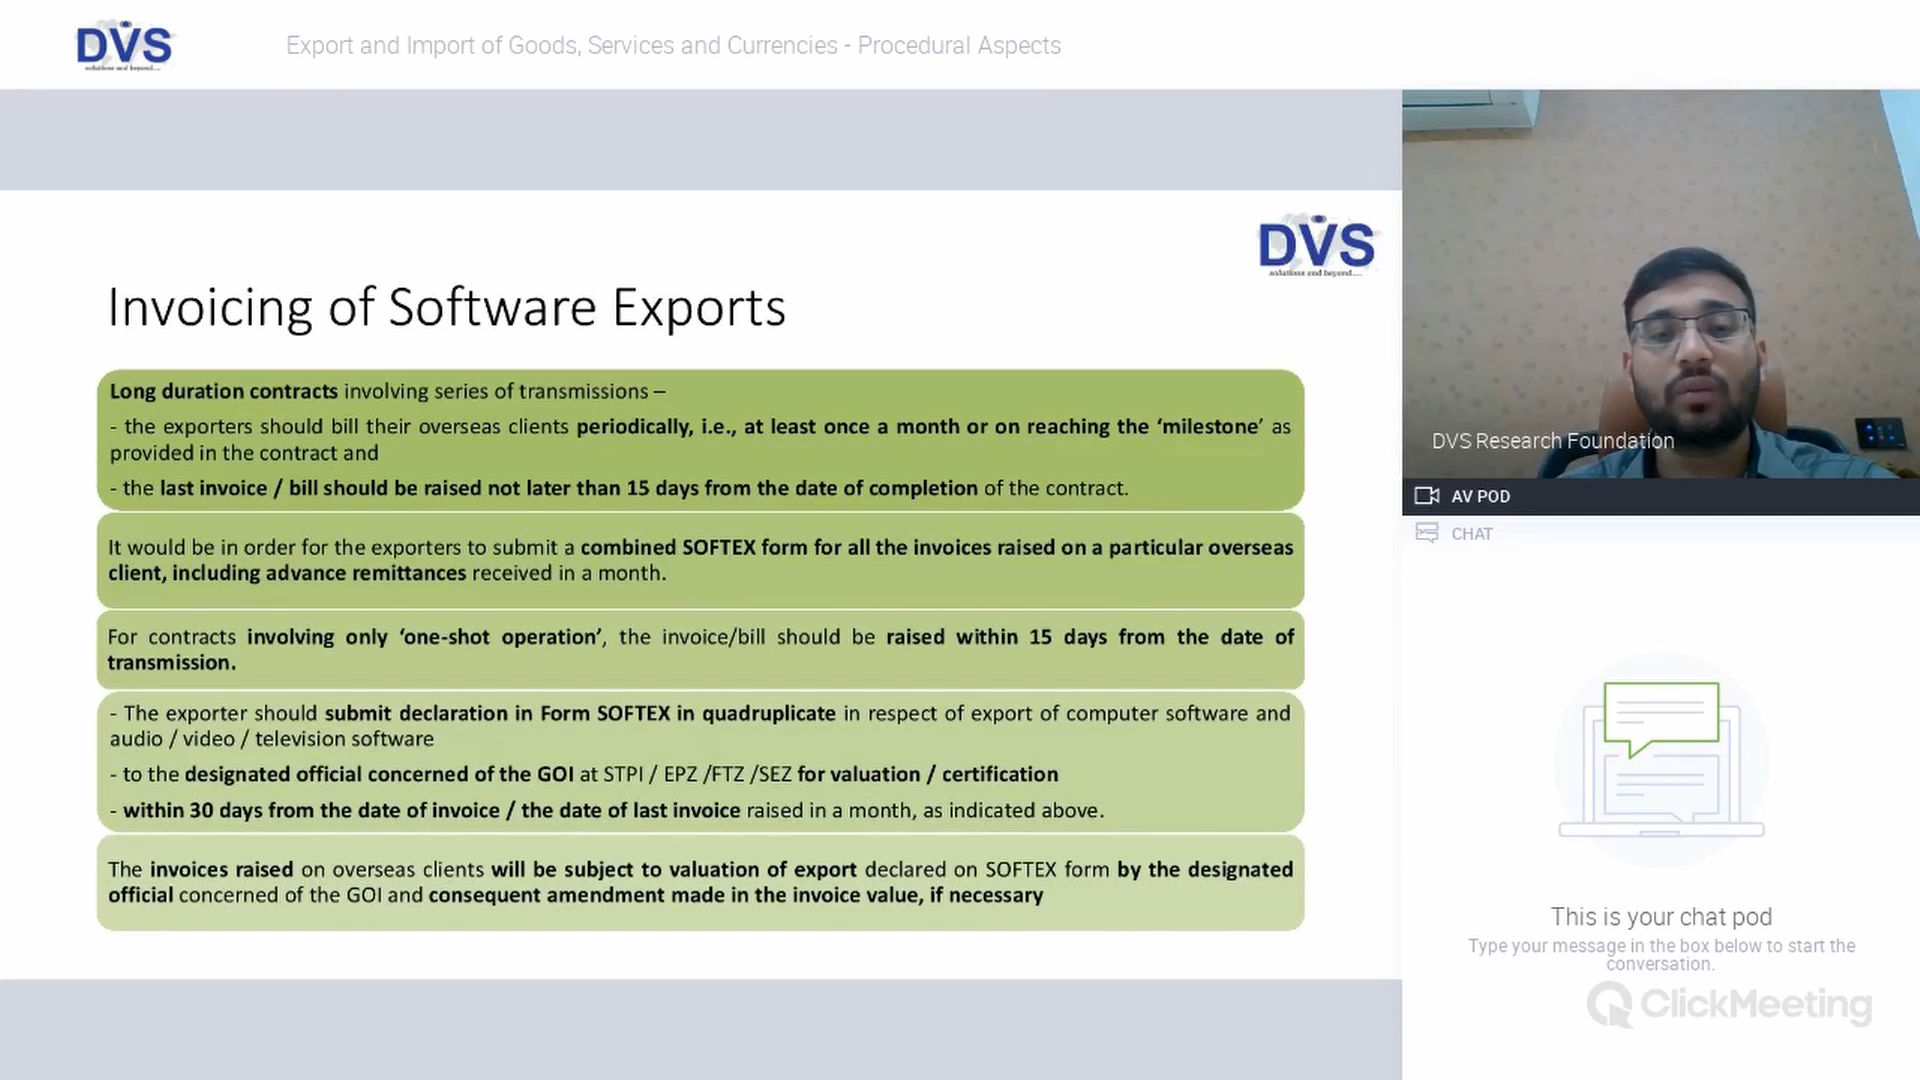 DVS
solutions and beyond....
Export and Import of Goods, Services and Currencies - Procedural Aspects
DVS
solutions and beyond....
Invoicing of Software Exports
Long duration contracts involving series of transmissions –
- the exporters should bill their overseas clients periodically, i.e., at least once a month or on reaching the ‘milestone’ as
provided in the contract and
- the last invoice / bill should be raised not later than 15 days from the date of completion of the contract.
It would be in order for the exporters to submit a combined SOFTEX form for all the invoices raised on a particular overseas
client, including advance remittances received in a month.
For contracts involving only ‘one-shot operation’, the invoice/bill should be raised within 15 days from the date of
transmission.
- The exporter should submit declaration in Form SOFTEX in quadruplicate in respect of export of computer software and
audio / video / television software
- to the designated official concerned of the GOI at STPI / EPZ /FTZ /SEZ for valuation / certification
- within 30 days from the date of invoice / the date of last invoice raised in a month, as indicated above.
The invoices raised on overseas clients will be subject to valuation of export declared on SOFTEX form by the designated
official concerned of the GOI and consequent amendment made in the invoice value, if necessary
DVS Research Foundation
AV POD
CHAT
This is your chat pod
Type your message in the box below to start the
conversation.
ClickMeeting